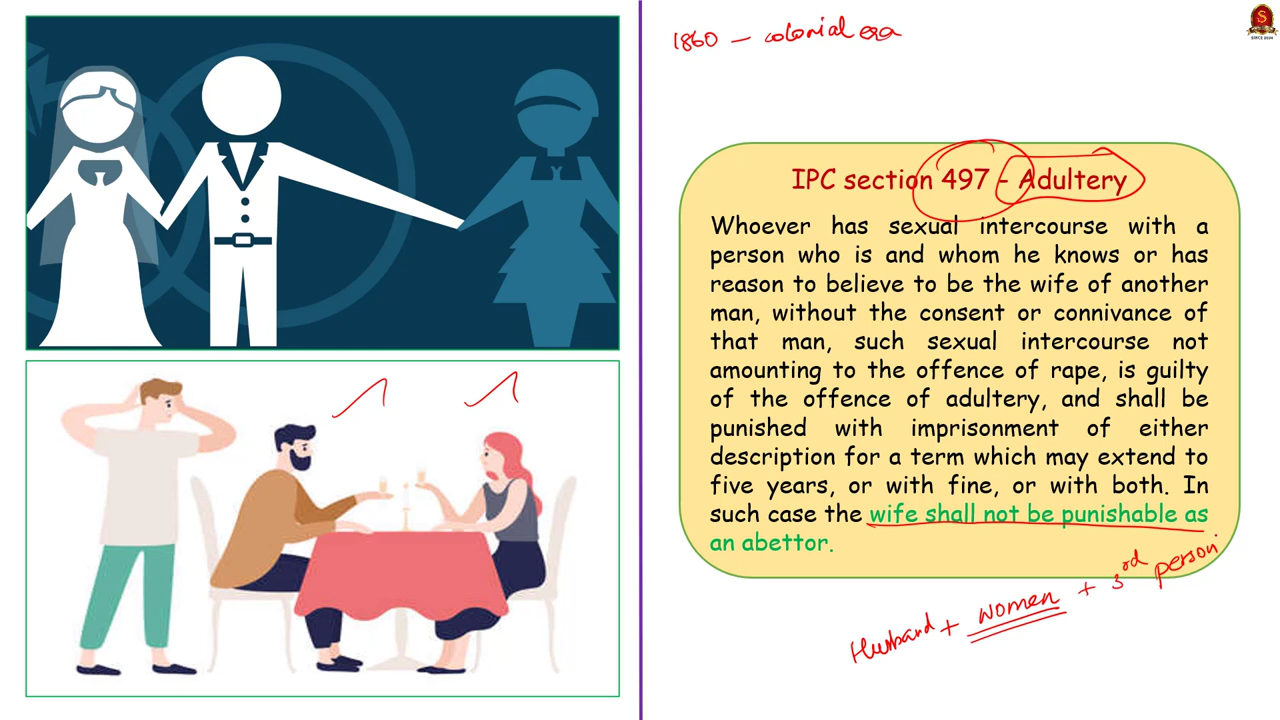 1860 - colonial era
S
SINCE 2004
IPC section 497 - Adultery
Whoever has sexual intercourse with a
person who is and whom he knows or has
reason to believe to be the wife of another
man, without the consent or connivance of
that man, such sexual intercourse not
amounting to the offence of rape, is guilty
of the offence of adultery, and shall be
punished with imprisonment of either
description for a term which may extend to
five years, or with fine, or with both. In
such case the wife shall not be punishable as
an abettor.
Husband + women + 3rd person